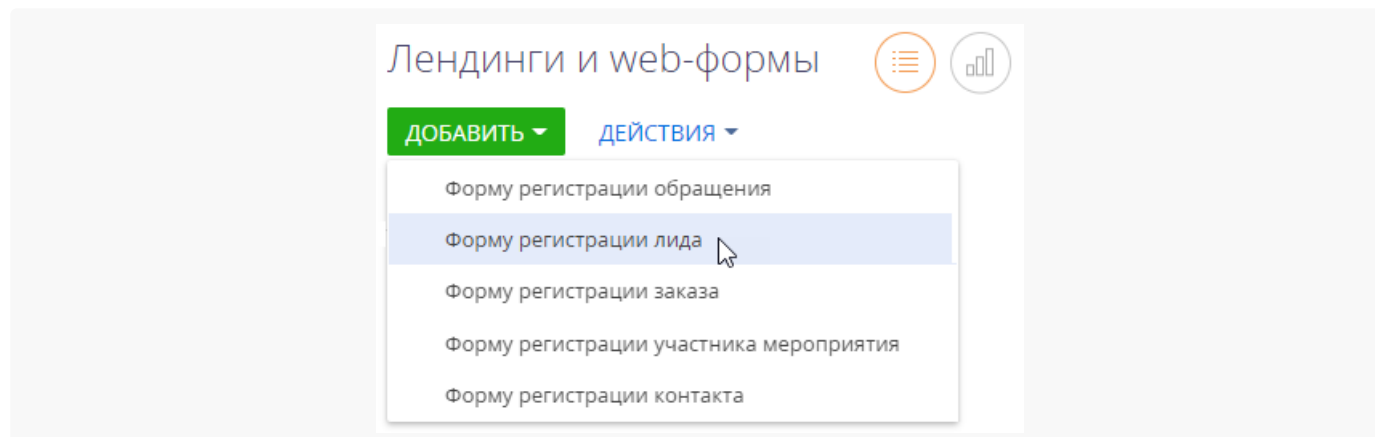 Лендинги и web-формы
ДОБАВИТЬ
ДЕЙСТВИЯ
Форму регистрации обращения
Форму регистрации лида
Форму регистрации заказа
Форму регистрации участника мероприятия
Форму регистрации контакта